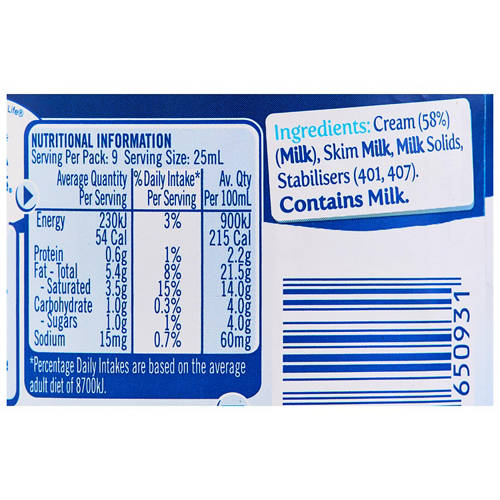 Life®
NUTRITIONAL INFORMATION
Serving Per Pack: 9 Serving Size: 25mL
Average Quantity % Daily Intake* Av. Qty
Per Serving Per Serving Per 100mL
Energy 230kJ 3% 900kJ
54 Cal 215 Cal
Protein 0.6g 1% 2.2g
Fat - Total 5.4g 8% 21.5g
- Saturated 3.5g 15% 14.0g
Carbohydrate 1.0g 0.3% 4.0g
- Sugars 1.0g 1% 4.0g
Sodium 15mg 0.7% 60mg
*Percentage Daily Intakes are based on the average
adult diet of 8700kJ.
Ingredients: Cream (58%)
(Milk), Skim Milk, Milk Solids,
Stabilisers (401, 407).
Contains Milk.
650931